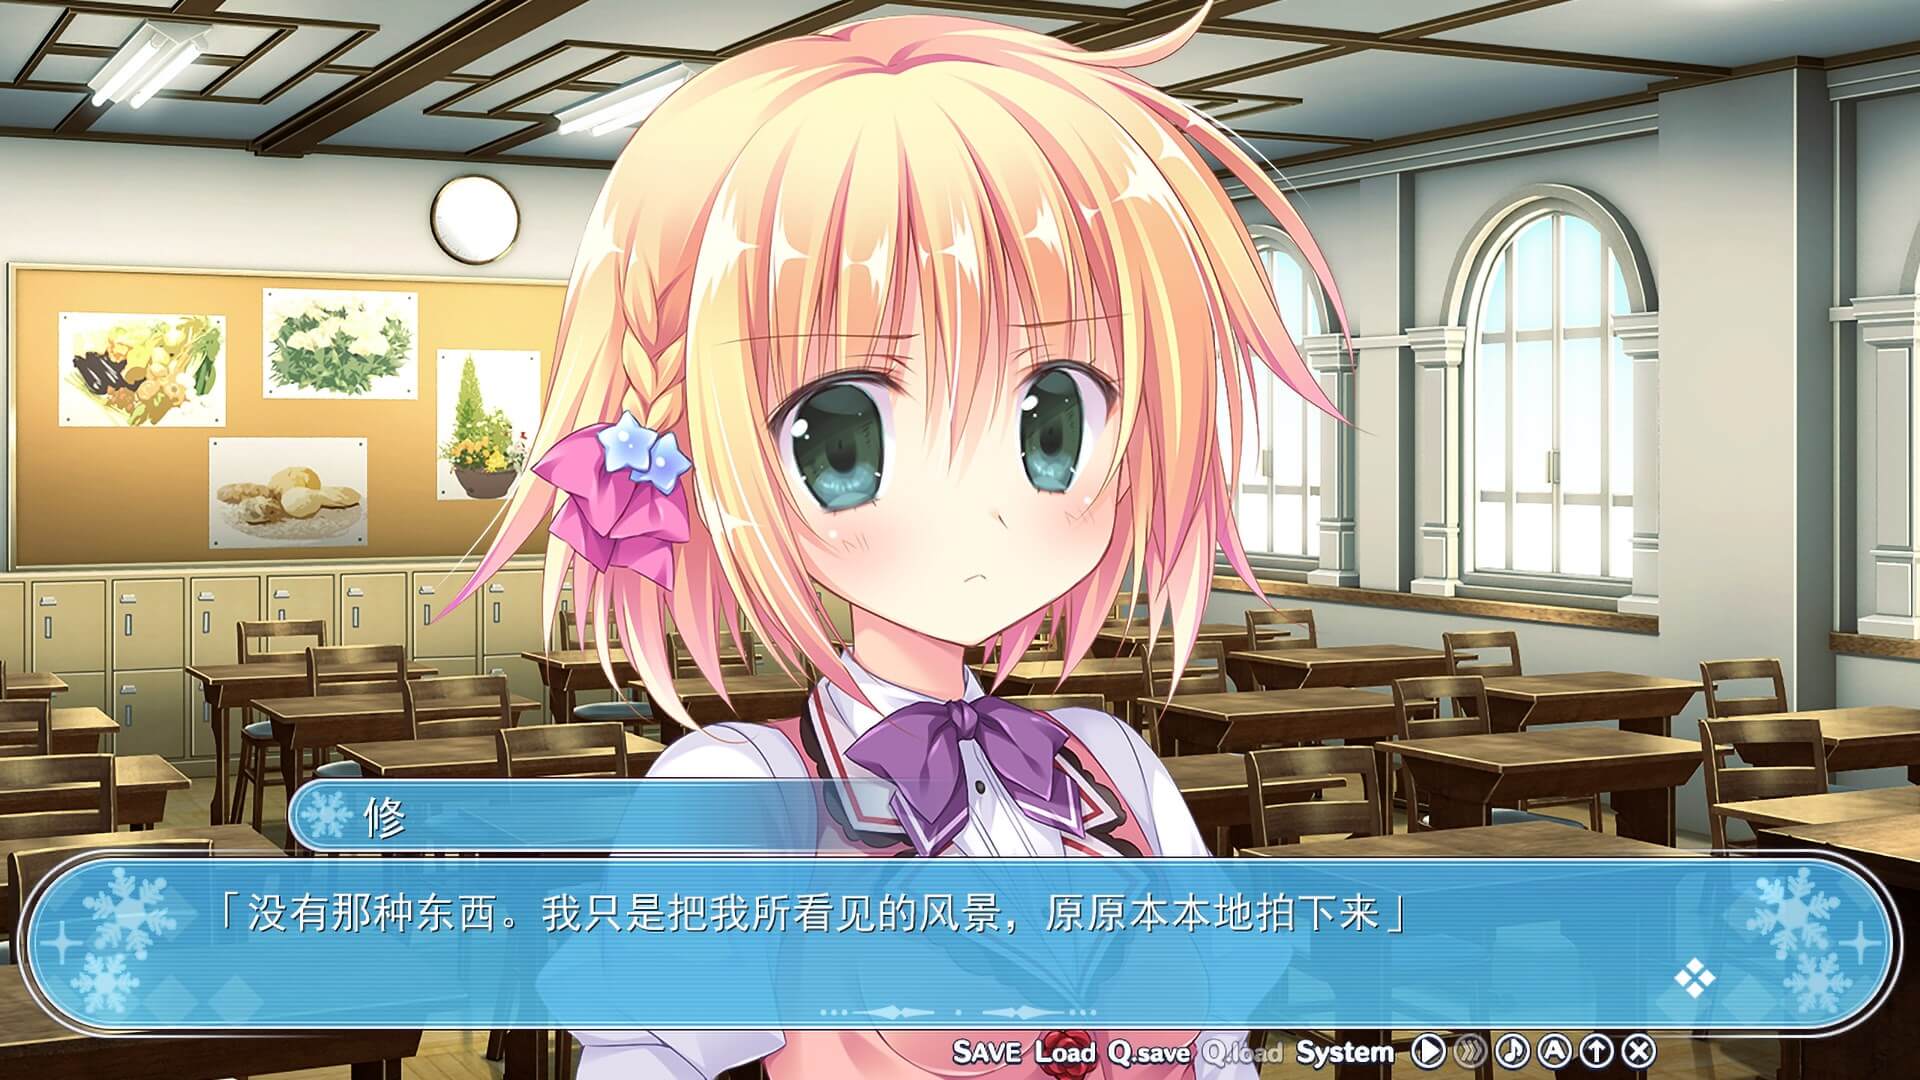 修
「没有那种东西。我只是把我所看见的风景，原原本本地拍下来」
SAVE Load Q.save Q.load System